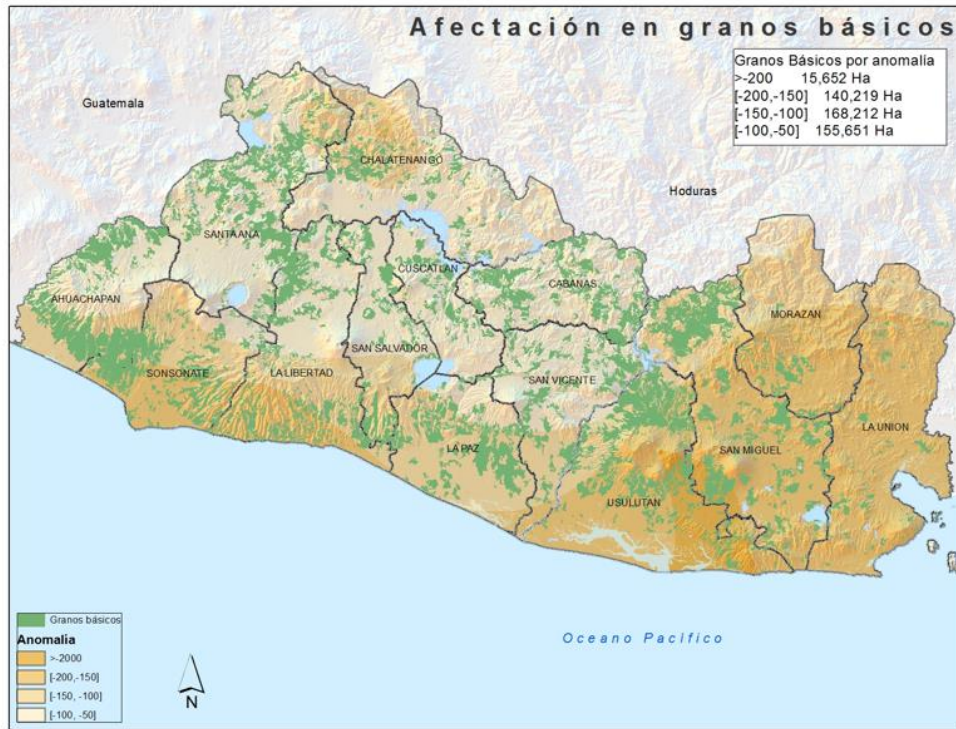 Afectación en granos básicos
Granos Básicos por anomalía
>-200 15,652 Ha
[-200,-150] 140,219 Ha
[-150,-100] 168,212 Ha
[-100,-50] 155,651 Ha
Guatemala
CHALATENANGO
Hoduras
SANTA ANA
CUSCATLAN
CABANAS
AHUACHAPAN
MORAZAN
SONSONATE
LA LIBERTAD
SAN SALVADOR
SAN VICENTE
LA UNION
LA PAZ
SAN MIGUEL
USULUTAN
Granos básicos
Anomalía
>-2000
[-200,-150]
[-150, -100]
[-100, -50]
N
Oceano Pacífico